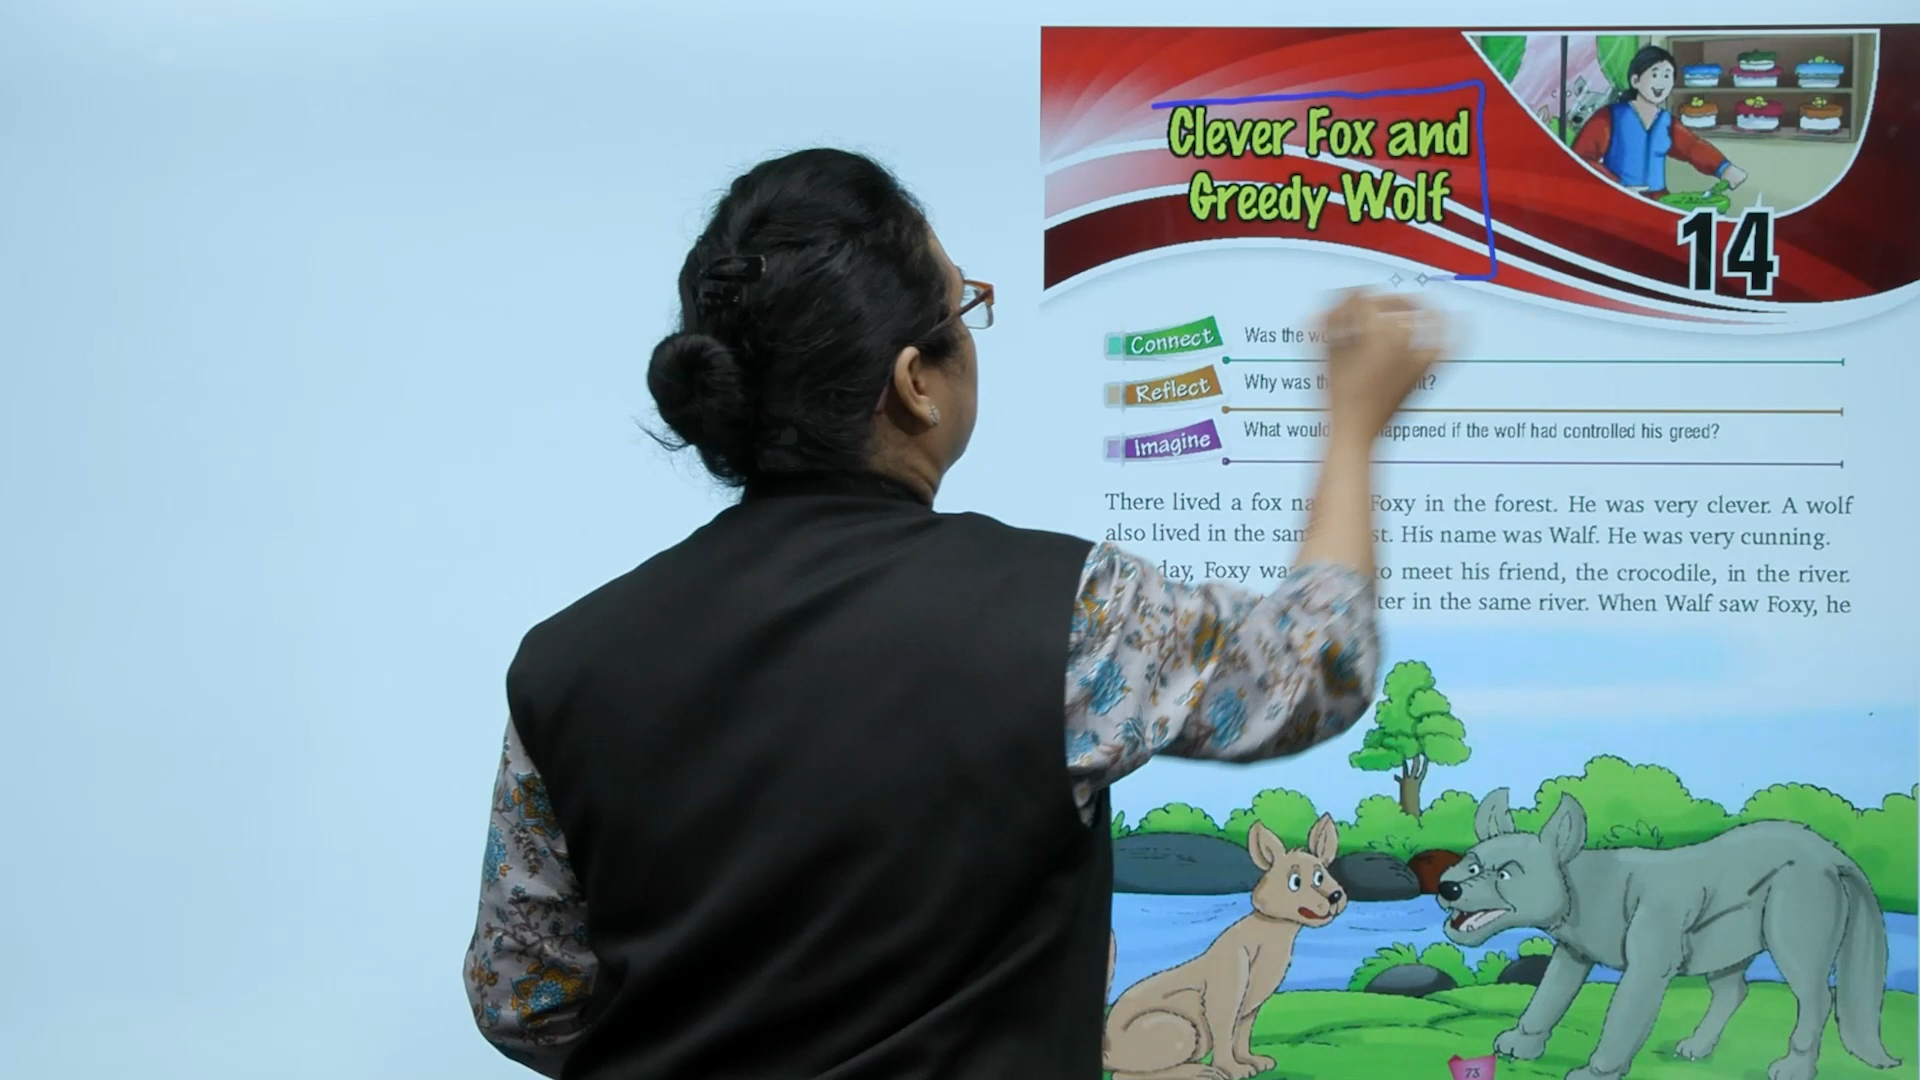 Clever Fox and
Greedy Wolf
14
Connect Was the
Reflect Why was
Imagine What would happened if the wolf had controlled his greed?
There lived a fox Foxy in the forest. He was very clever. A wolf
also lived in the His name was Walf. He was very cunning.
day, Foxy to meet his friend, the crocodile, in the river.
in the same river. When Walf saw Foxy, he
73